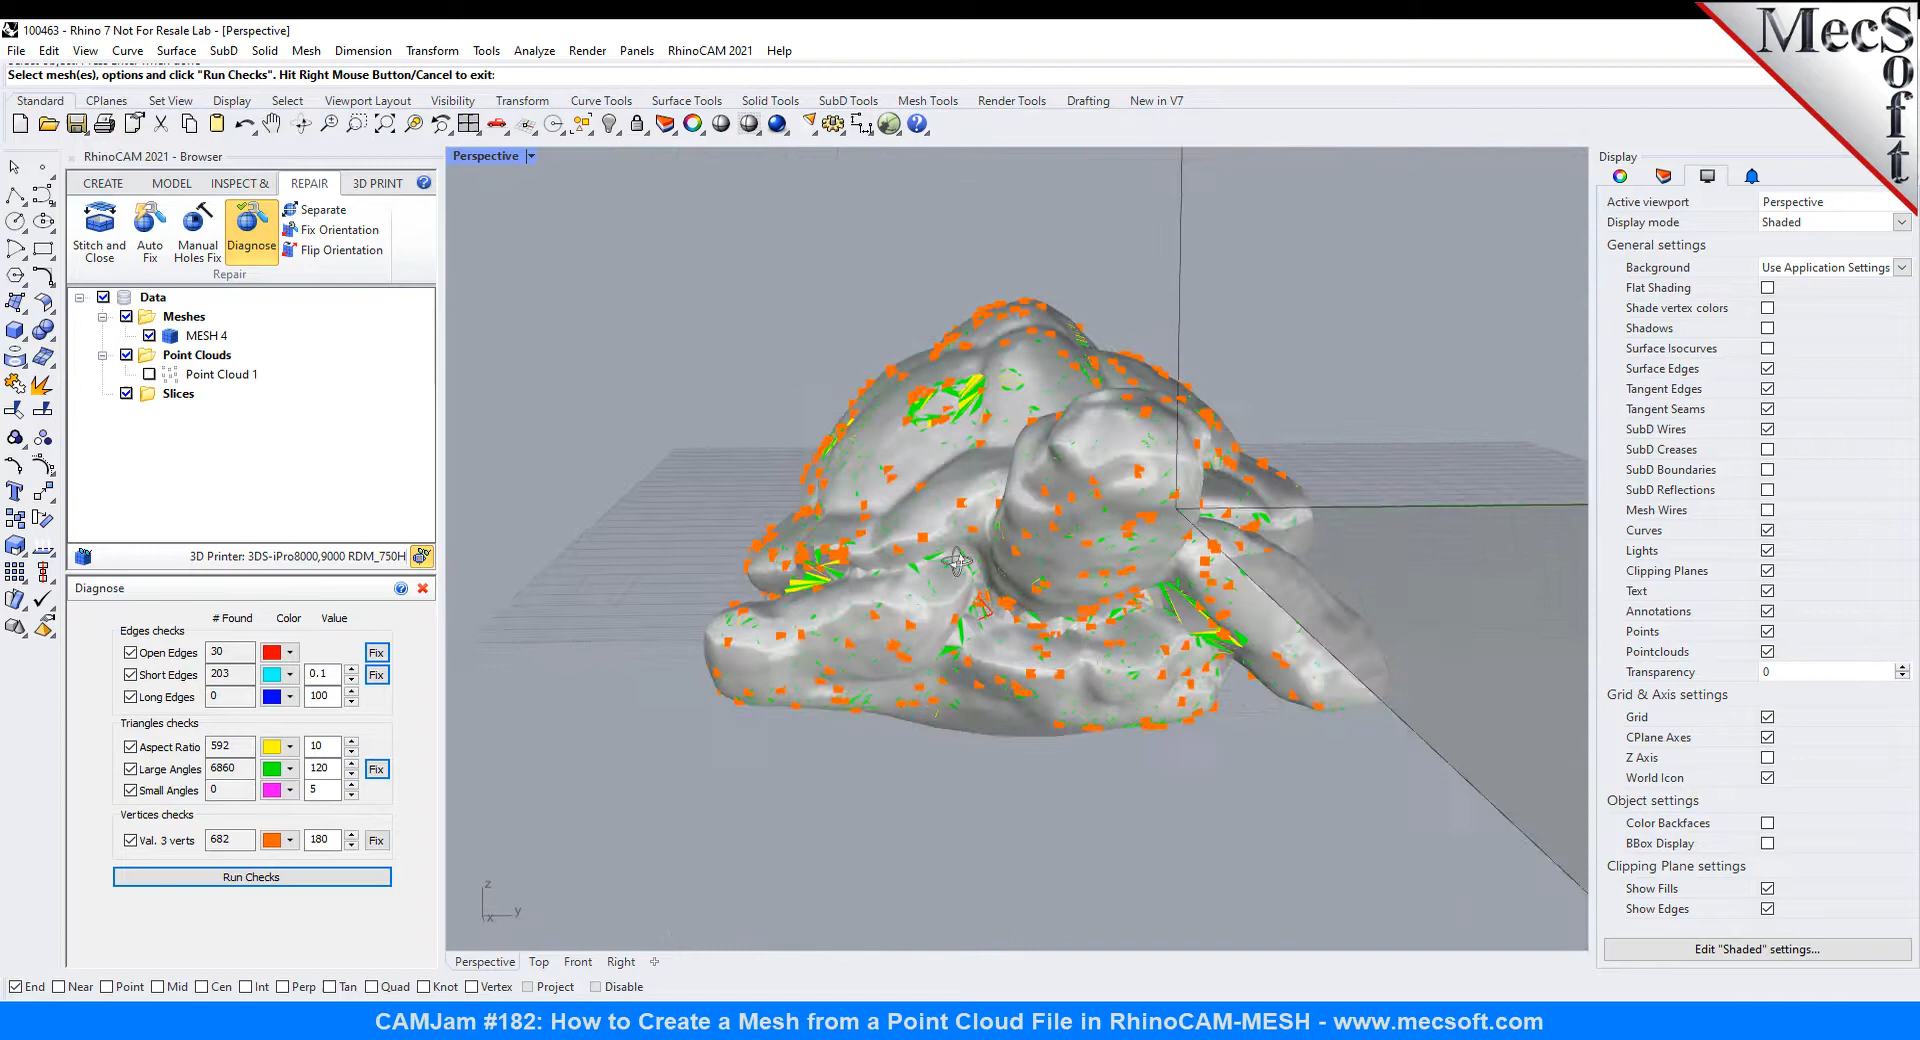 100463 - Rhino 7 Not For Resale Lab - [Perspective]
File Edit View Curve Surface SubD Solid Mesh Dimension Transform Tools Analyze Render Panels RhinoCAM 2021 Help
Select mesh(es), options and click "Run Checks". Hit Right Mouse Button/Cancel to exit:
Standard CPlanes Set View Display Select Viewport Layout Visibility Transform Curve Tools Surface Tools Solid Tools SubD Tools Mesh Tools Render Tools Drafting New in V7
MecSoft
RhinoCAM 2021 - Browser
CREATE MODEL INSPECT & REPAIR 3D PRINT
Stitch and Close
Auto Fix
Manual Holes Fix
Diagnose
Separate
Fix Orientation
Flip Orientation
Repair
Data
Meshes
MESH 4
Point Clouds
Point Cloud 1
Slices
3D Printer: 3DS-iPro8000,9000 RDM_750H
Diagnose
# Found Color Value
Edges checks
Open Edges 30 Fix
Short Edges 203 0.1 Fix
Long Edges 0 100
Triangles checks
Aspect Ratio 592 10
Large Angles 6860 120 Fix
Small Angles 0 5
Vertices checks
Val. 3 verts 682 180 Fix
Run Checks
Perspective
z
y
x
Perspective Top Front Right
Display
Active viewport Perspective
Display mode Shaded
General settings
Background Use Application Settings
Flat Shading
Shade vertex colors
Shadows
Surface Isocurves
Surface Edges
Tangent Edges
Tangent Seams
SubD Wires
SubD Creases
SubD Boundaries
SubD Reflections
Mesh Wires
Curves
Lights
Clipping Planes
Text
Annotations
Points
Pointclouds
Transparency 0
Grid & Axis settings
Grid
CPlane Axes
Z Axis
World Icon
Object settings
Color Backfaces
BBox Display
Clipping Plane settings
Show Fills
Show Edges
Edit "Shaded" settings...
End Near Point Mid Cen Int Perp Tan Quad Knot Vertex Project Disable
CAMJam #182: How to Create a Mesh from a Point Cloud File in RhinoCAM-MESH - www.mecsoft.com